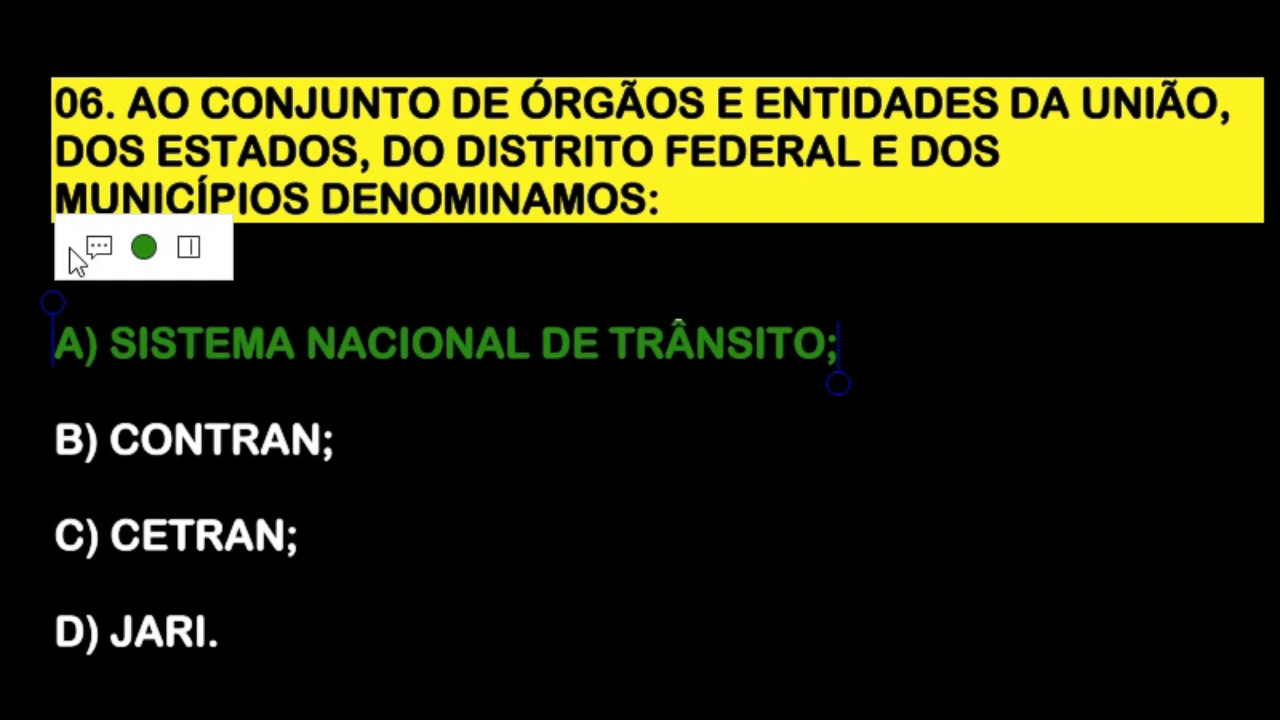 06. AO CONJUNTO DE ÓRGÃOS E ENTIDADES DA UNIÃO,
DOS ESTADOS, DO DISTRITO FEDERAL E DOS
MUNICÍPIOS DENOMINAMOS:
A) SISTEMA NACIONAL DE TRÂNSITO;
B) CONTRAN;
C) CETRAN;
D) JARI.